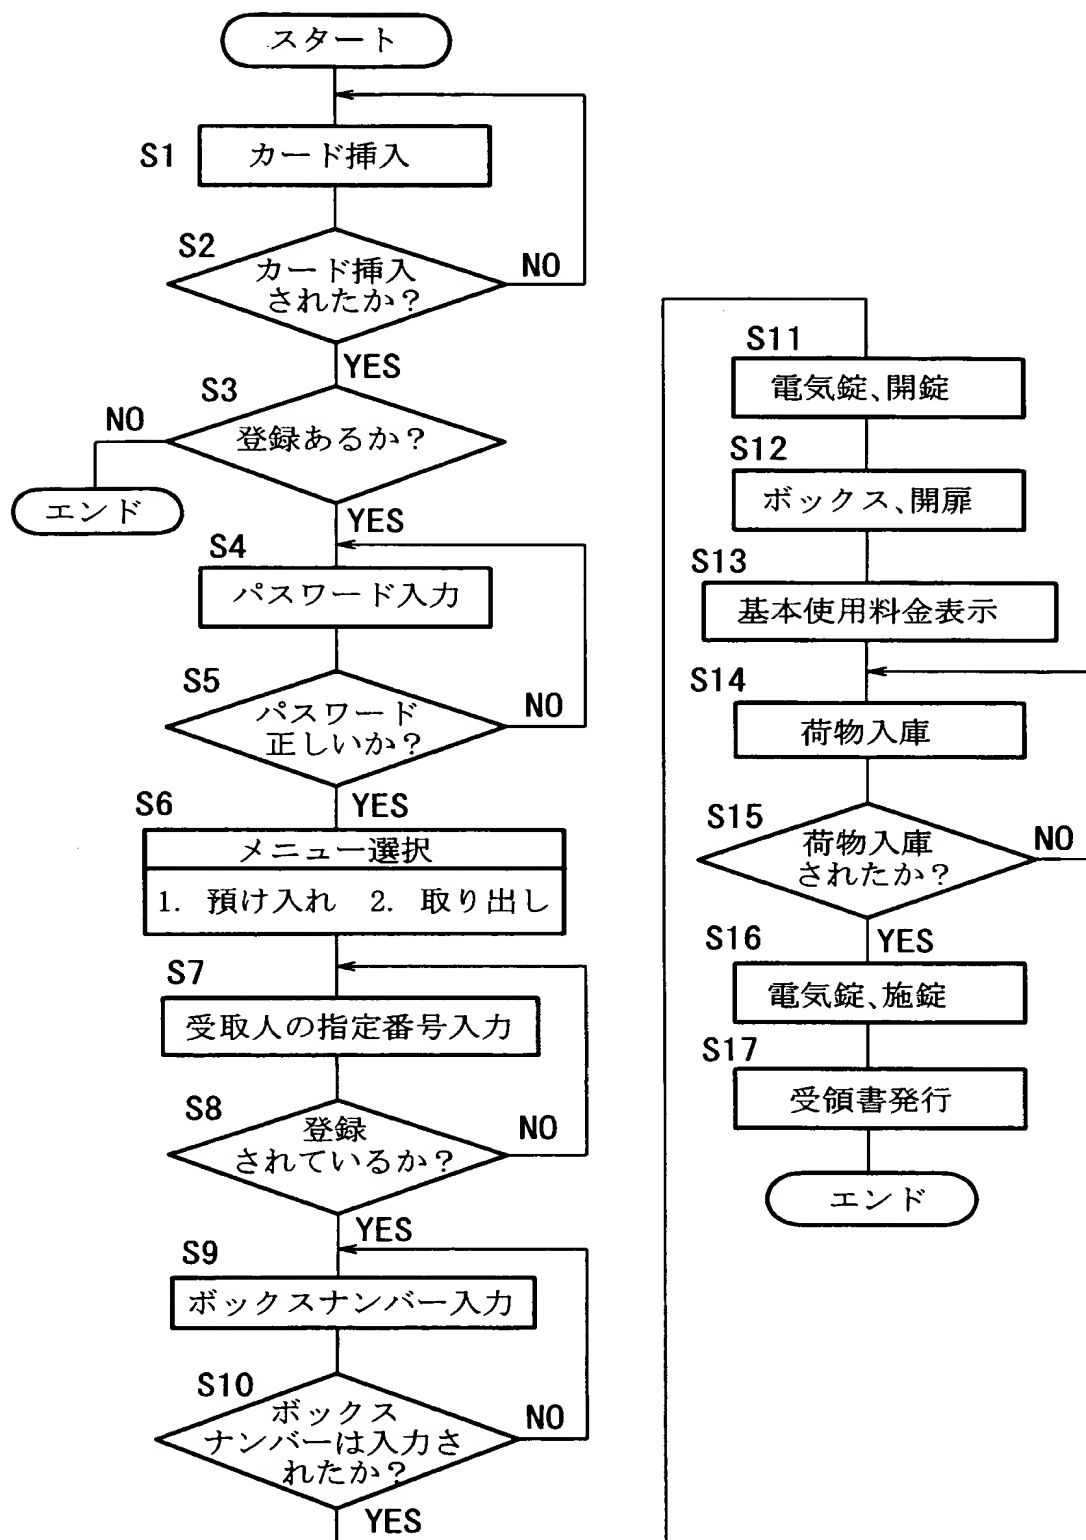 スタート
S1
カード挿入
S2
カード挿入
されたか?
NO
YES
S3
登録あるか?
NO
エンド
YES
S4
パスワード入力
S5
パスワード
正しいか?
NO
YES
S6
メニュー選択
1. 預け入れ 2. 取り出し
S7
受取人の指定番号入力
S8
登録
されているか?
NO
YES
S9
ボックスナンバー入力
S10
ボックス
ナンバーは入力さ
れたか?
NO
YES
S11
電気錠、開錠
S12
ボックス、開扉
S13
基本使用料金表示
S14
荷物入庫
S15
荷物入庫
されたか?
NO
YES
S16
電気錠、施錠
S17
受領書発行
エンド